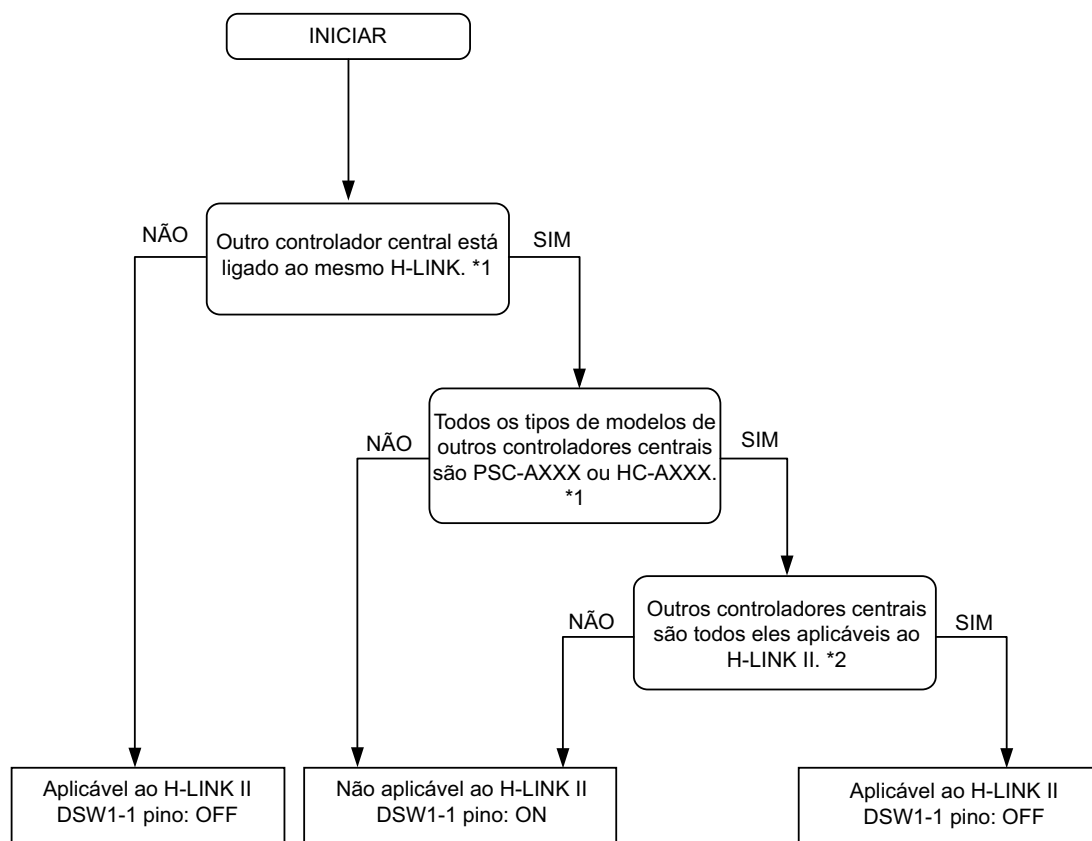 INICIAR
NÃO
Outro controlador central está
ligado ao mesmo H-LINK. *1
SIM
NÃO
Todos os tipos de modelos de
outros controladores centrais
são PSC-AXXX ou HC-AXXX.
*1
SIM
NÃO
Outros controladores centrais
são todos eles aplicáveis ao
H-LINK II. *2
SIM
Aplicável ao H-LINK II
DSW1-1 pino: OFF
Não aplicável ao H-LINK II
DSW1-1 pino: ON
Aplicável ao H-LINK II
DSW1-1 pino: OFF